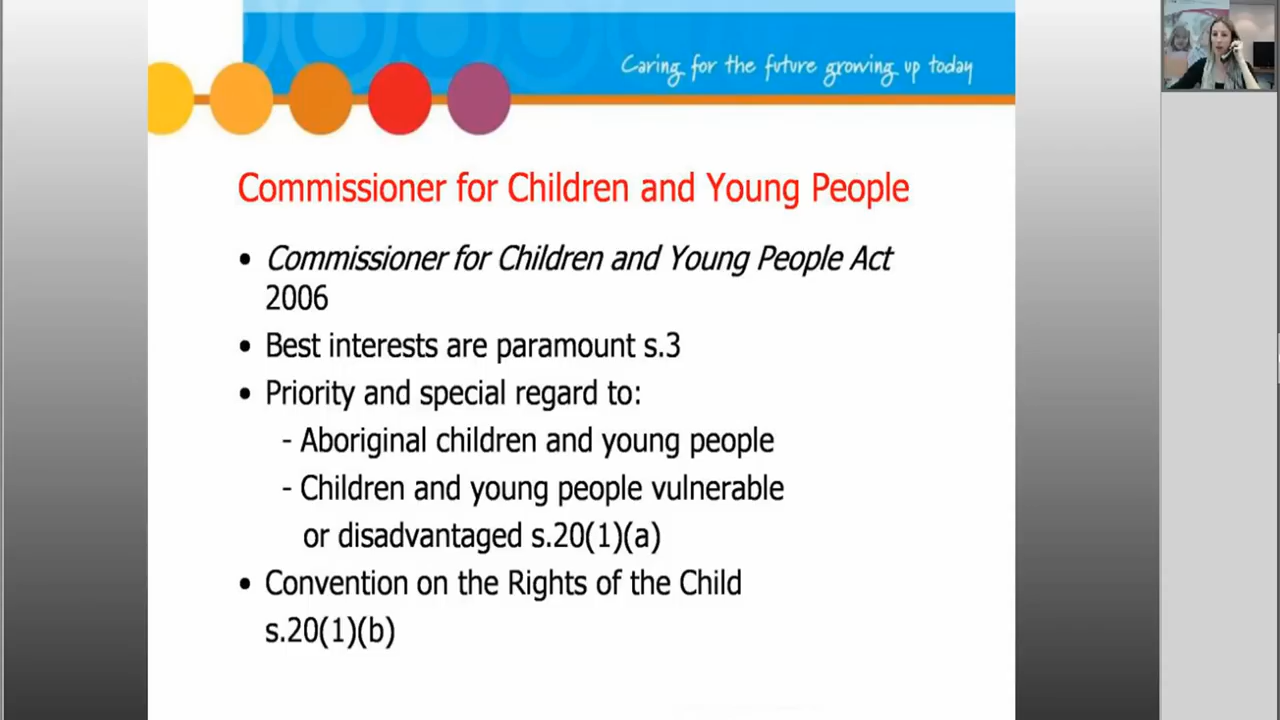 Caring for the future growing up today
Commissioner for Children and Young People
• Commissioner for Children and Young People Act
2006
• Best interests are paramount s.3
• Priority and special regard to:
- Aboriginal children and young people
- Children and young people vulnerable
or disadvantaged s.20(1)(a)
• Convention on the Rights of the Child
s.20(1)(b)